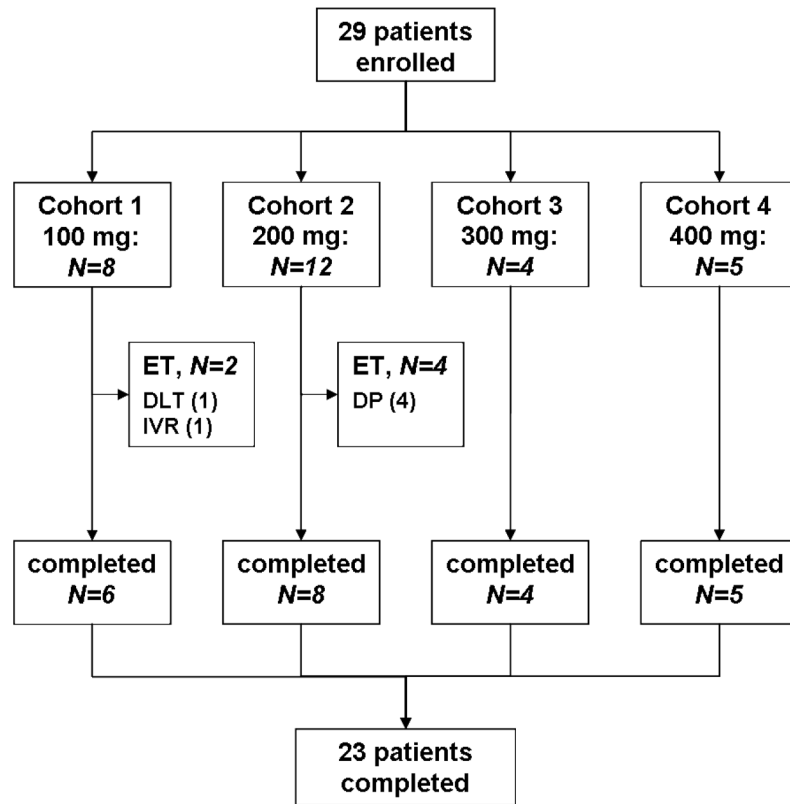 29 patients
enrolled
Cohort 1
100 mg:
N=8
Cohort 2
200 mg:
N=12
Cohort 3
300 mg:
N=4
Cohort 4
400 mg:
N=5
ET, N=2
DLT (1)
IVR (1)
ET, N=4
DP (4)
completed
N=6
completed
N=8
completed
N=4
completed
N=5
23 patients
completed